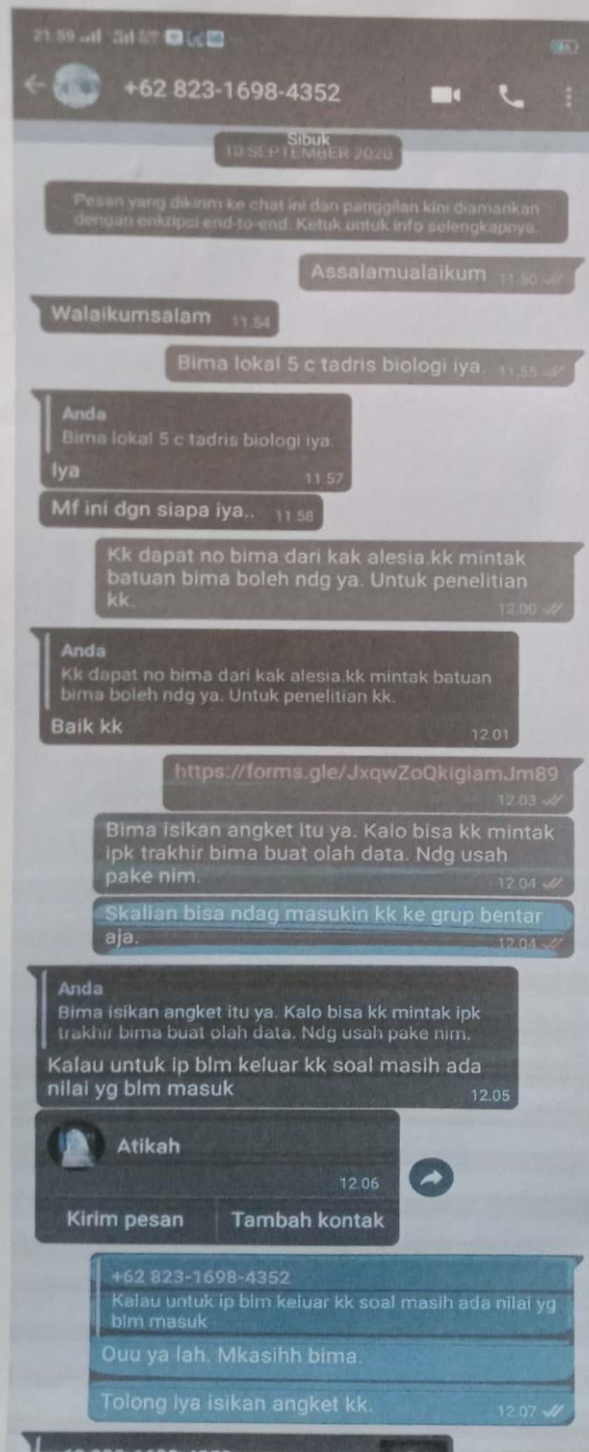 21.59
46
+62 823-1698-4352
Sibuk
10 SEPTEMBER 2020
Pesan yang dikirim ke chat ini dan panggilan kini diamankan
dengan enkripsi end-to-end. Ketuk untuk info selengkapnya.
Assalamualaikum 11.50
Walaikumsalam 11.54
Bima lokal 5 c tadris biologi iya. 11.55
Anda
Bima lokal 5 c tadris biologi iya.
Iya
11.57
Mf ini dgn siapa iya.. 11.58
Kk dapat no bima dari kak alesia.kk mintak
batuan bima boleh ndg ya. Untuk penelitian
kk.
12.00
Anda
Kk dapat no bima dari kak alesia.kk mintak batuan
bima boleh ndg ya. Untuk penelitian kk.
Baik kk
12.01
https://forms.gle/JxqwZoQkigiamJm89
12.03
Bima isikan angket itu ya. Kalo bisa kk mintak
ipk trakhir bima buat olah data. Ndg usah
pake nim.
12.04
Skalian bisa ndag masukin kk ke grup bentar
aja.
12.04
Anda
Bima isikan angket itu ya. Kalo bisa kk mintak ipk
trakhir bima buat olah data. Ndg usah pake nim.
Kalau untuk ip blm keluar kk soal masih ada
nilai yg blm masuk
12.05
Atikah
12.06
Kirim pesan Tambah kontak
+62 823-1698-4352
Kalau untuk ip blm keluar kk soal masih ada nilai yg
blm masuk
Ouu ya lah. Mkasihh bima.
Tolong iya isikan angket kk.
12.07